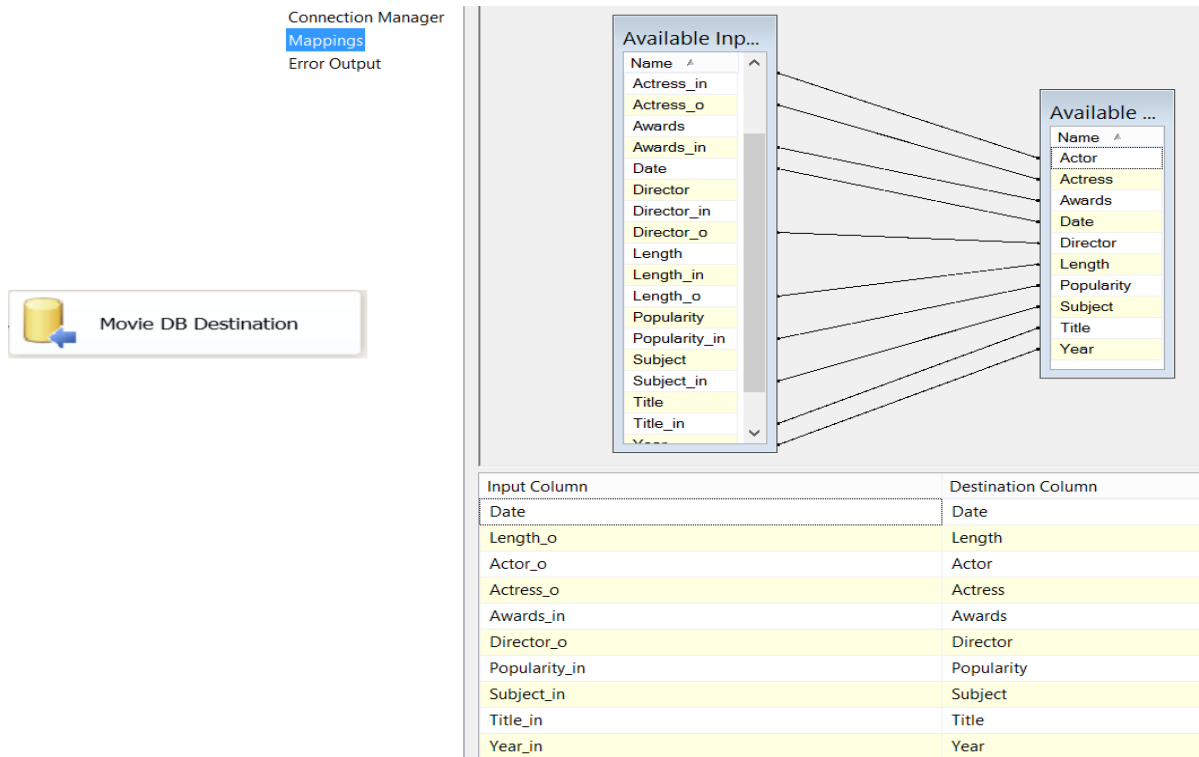 Connection Manager
Mappings
Error Output
Movie DB Destination
Available Inp...
Name
Actress_in
Actress_o
Awards
Awards_in
Date
Director
Director_in
Director_o
Length
Length_in
Length_o
Popularity
Popularity_in
Subject
Subject_in
Title
Title_in
Available ...
Name
Actor
Actress
Awards
Date
Director
Length
Popularity
Subject
Title
Year
Input Column Destination Column
Date Date
Length_o Length
Actor_o Actor
Actress_o Actress
Awards_in Awards
Director_o Director
Popularity_in Popularity
Subject_in Subject
Title_in Title
Year_in Year